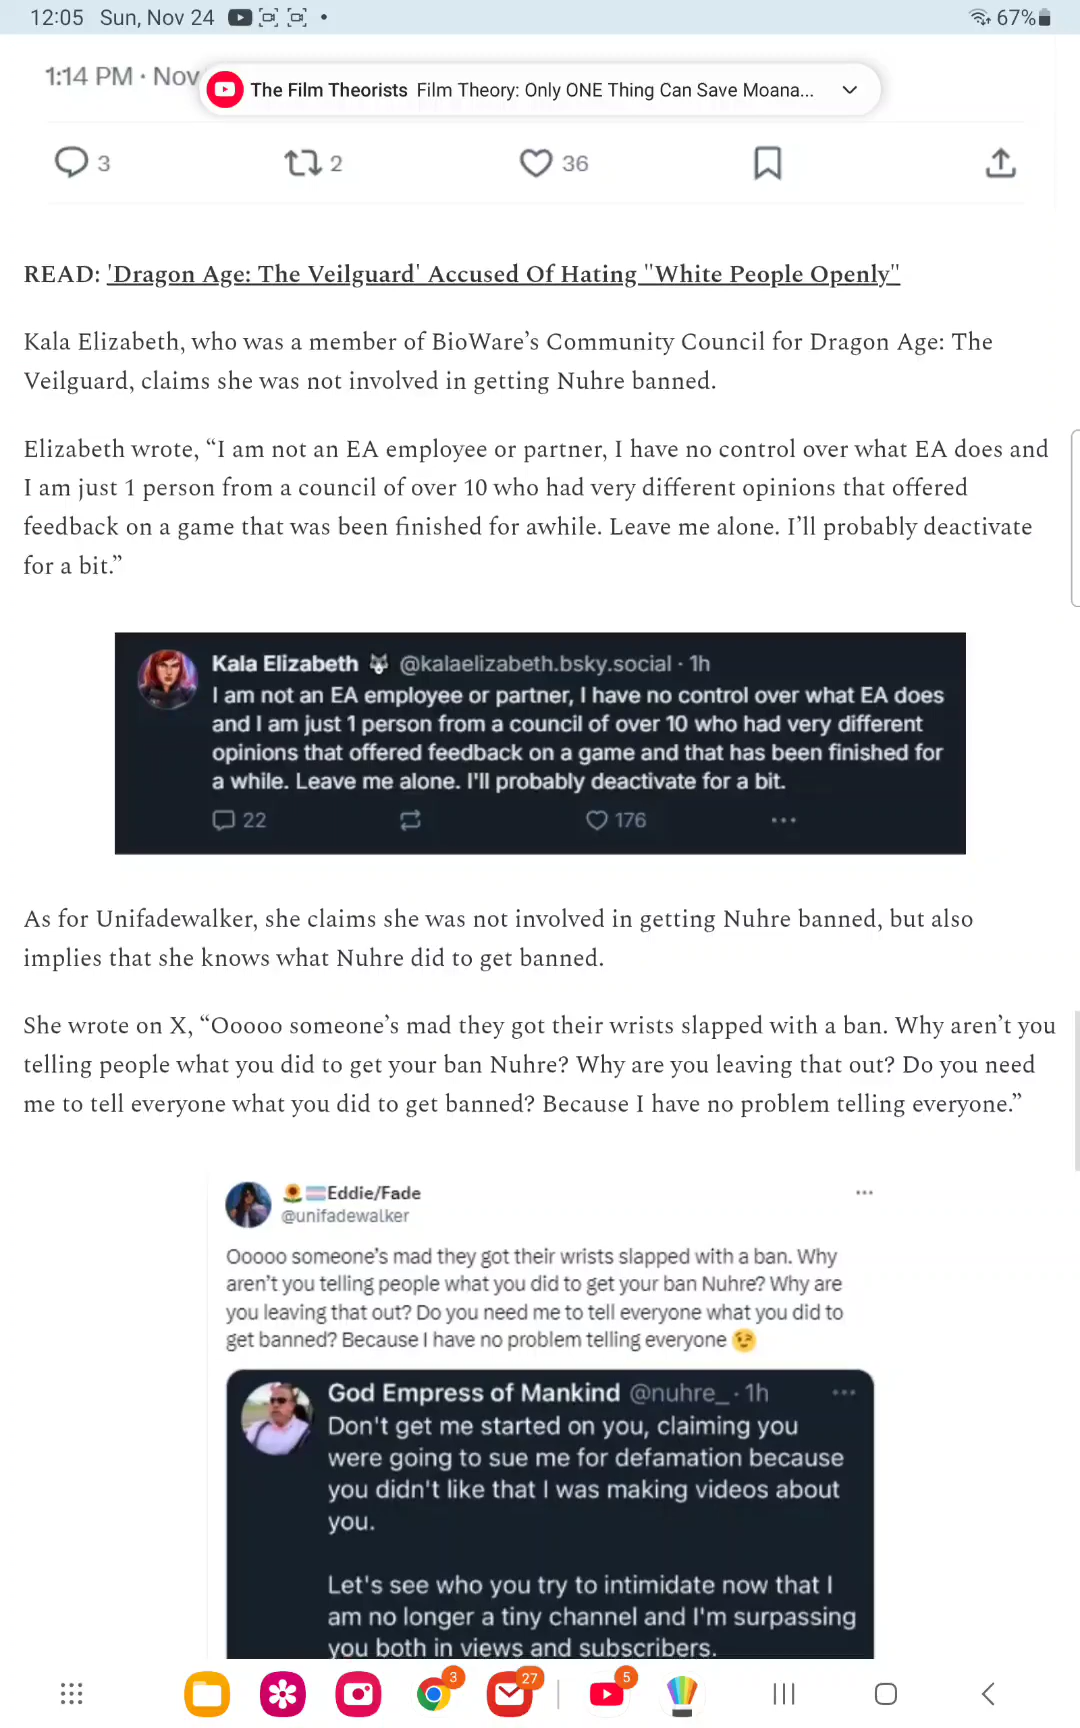 12:05 Sun, Nov 24
67%
1:14 PM · Nov
The Film Theorists Film Theory: Only ONE Thing Can Save Moana...
3 2 36
READ: 'Dragon Age: The Veilguard' Accused Of Hating "White People Openly"
Kala Elizabeth, who was a member of BioWare’s Community Council for Dragon Age: The
Veilguard, claims she was not involved in getting Nuhre banned.
Elizabeth wrote, “I am not an EA employee or partner, I have no control over what EA does and
I am just 1 person from a council of over 10 who had very different opinions that offered
feedback on a game that was been finished for awhile. Leave me alone. I’ll probably deactivate
for a bit.”
Kala Elizabeth @kalaelizabeth.bsky.social · 1h
I am not an EA employee or partner, I have no control over what EA does
and I am just 1 person from a council of over 10 who had very different
opinions that offered feedback on a game and that has been finished for
a while. Leave me alone. I'll probably deactivate for a bit.
22 176
As for Unifadewalker, she claims she was not involved in getting Nuhre banned, but also
implies that she knows what Nuhre did to get banned.
She wrote on X, “Ooooo someone’s mad they got their wrists slapped with a ban. Why aren’t you
telling people what you did to get your ban Nuhre? Why are you leaving that out? Do you need
me to tell everyone what you did to get banned? Because I have no problem telling everyone.”
Eddie/Fade
@unifadewalker
Ooooo someone's mad they got their wrists slapped with a ban. Why
aren't you telling people what you did to get your ban Nuhre? Why are
you leaving that out? Do you need me to tell everyone what you did to
get banned? Because I have no problem telling everyone
God Empress of Mankind @nuhre_ · 1h
Don't get me started on you, claiming you
were going to sue me for defamation because
you didn't like that I was making videos about
you.
Let's see who you try to intimidate now that I
am no longer a tiny channel and I'm surpassing
you both in views and subscribers.
3 27 5